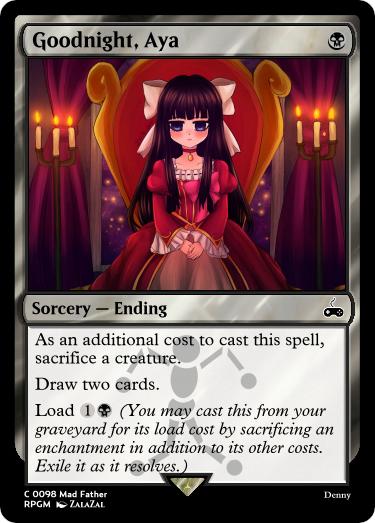 Goodnight, Aya
Sorcery — Ending
As an additional cost to cast this spell,
sacrifice a creature.
Draw two cards.
Load 1 (You may cast this from your
graveyard for its load cost by sacrificing an
enchantment in addition to its other costs.
Exile it as it resolves.)
C 0098 Mad Father
Denny
RPGM ZalaZal